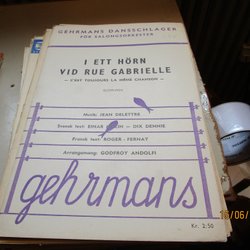 GEHRMANS DANSSCHLAGER
FÖR SALONGSORKESTER
I ETT HÖRN
VID RUE GABRIELLE
C'EST TOUJOURS LA MÊME CHANSON
Musik: JEAN DELETTRE
Svensk text: EINAR - DIX DENNIE
Fransk text: ROGER - FERNAY
Arrangemang: GODFROY ANDOLFI
gehrmans
Kr. 2:50
15/06/